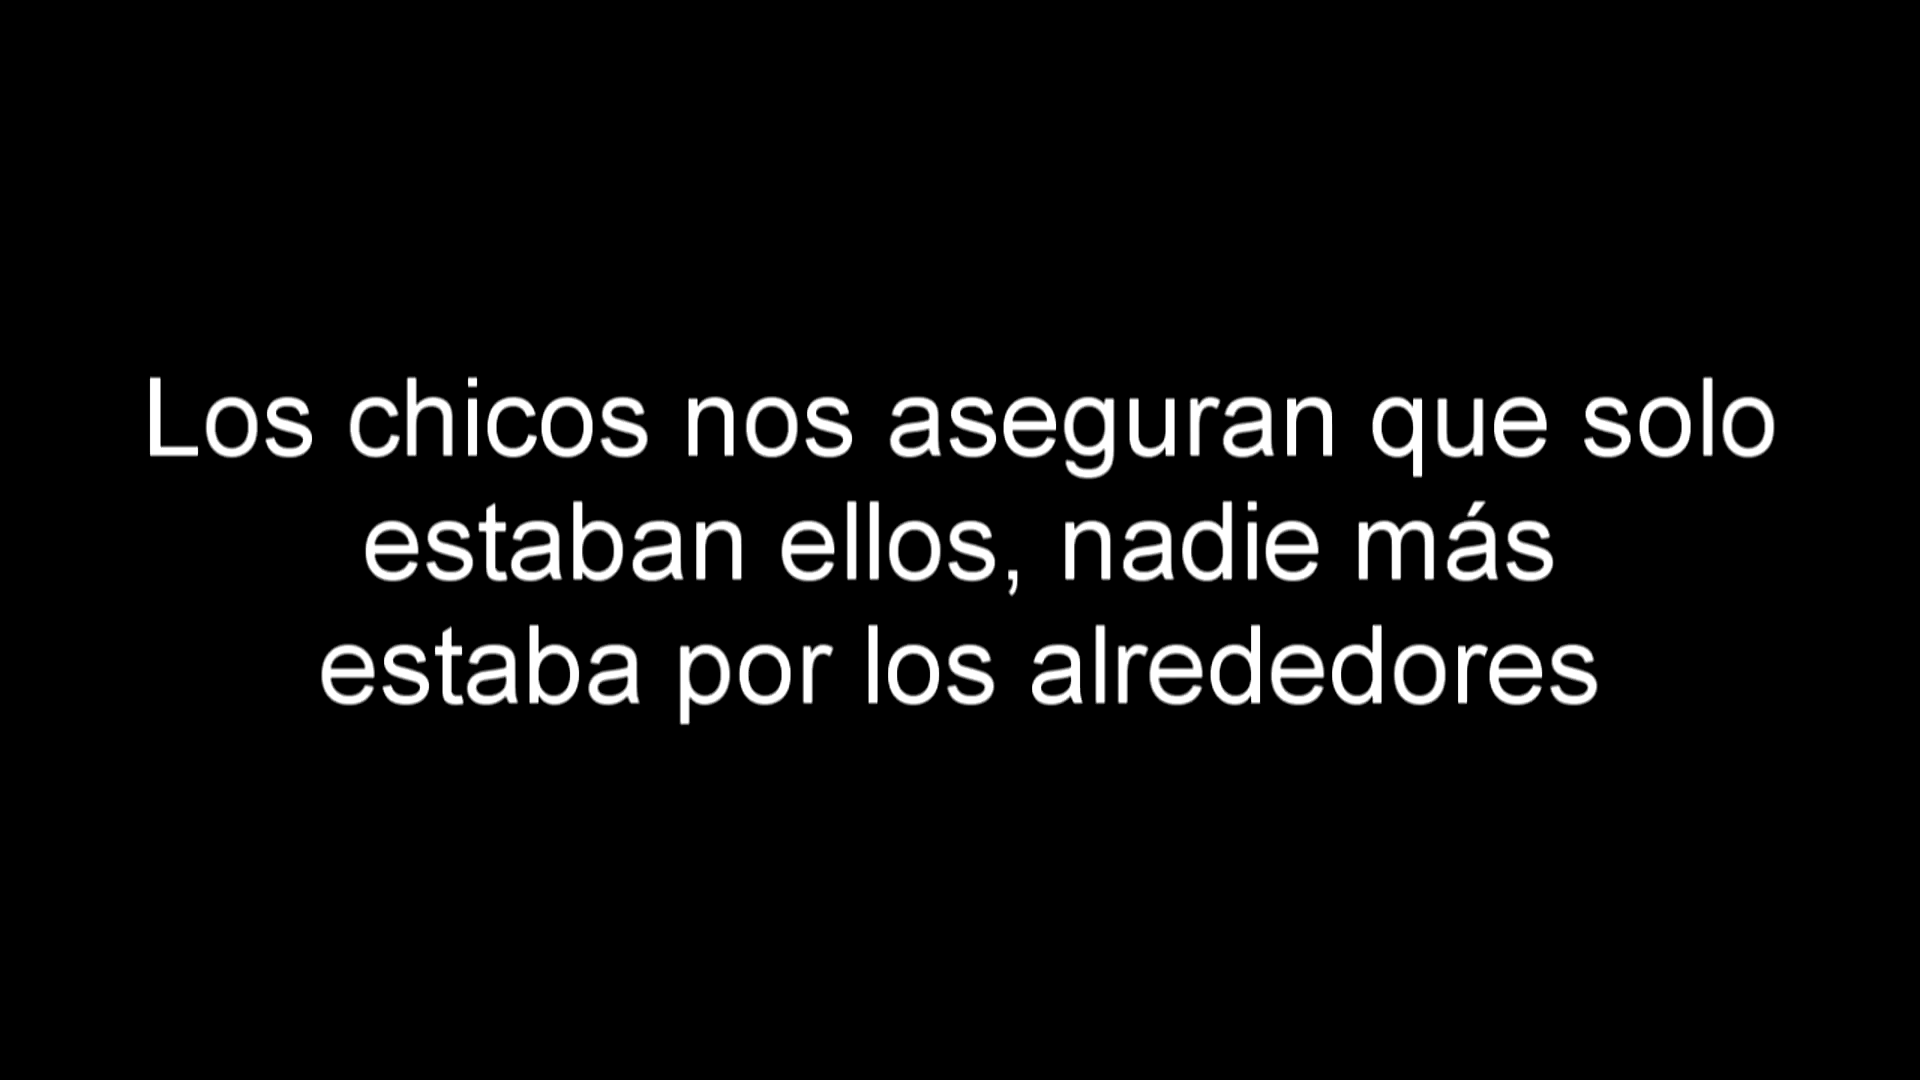 Los chicos nos aseguran que solo
estaban ellos, nadie más
estaba por los alrededores